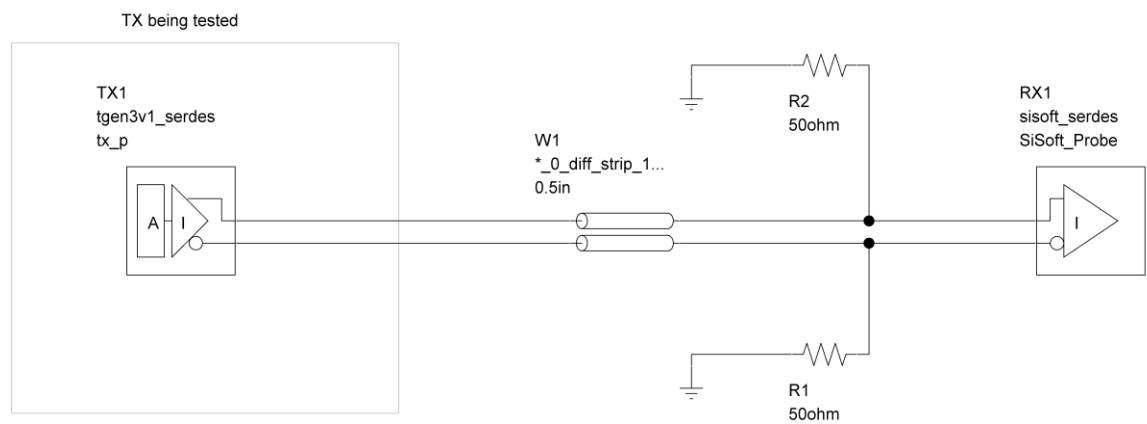 TX being tested
TX1
tgen3v1_serdes
tx_p
A
I
W1
*_0_diff_strip_1...
0.5in
R2
50ohm
RX1
sisoft_serdes
SiSoft_Probe
I
R1
50ohm